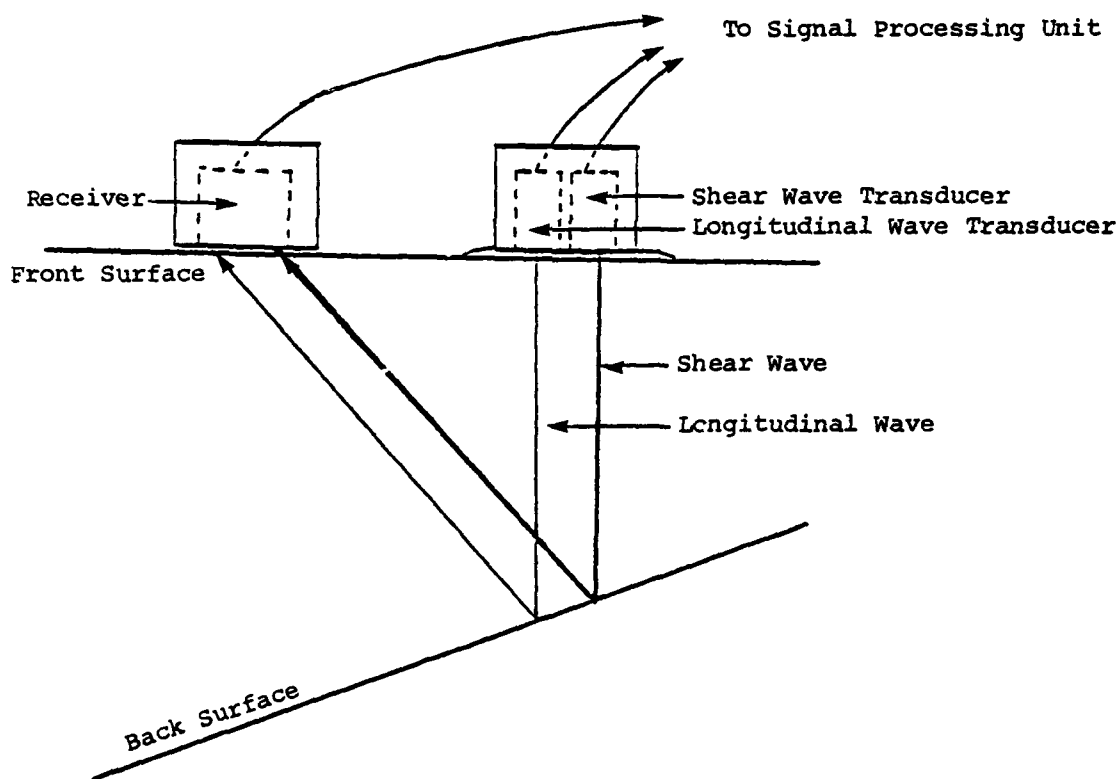 To Signal Processing Unit
Receiver
Shear Wave Transducer
Longitudinal Wave Transducer
Front Surface
Shear Wave
Lcngitudinal Wave
Back Surface